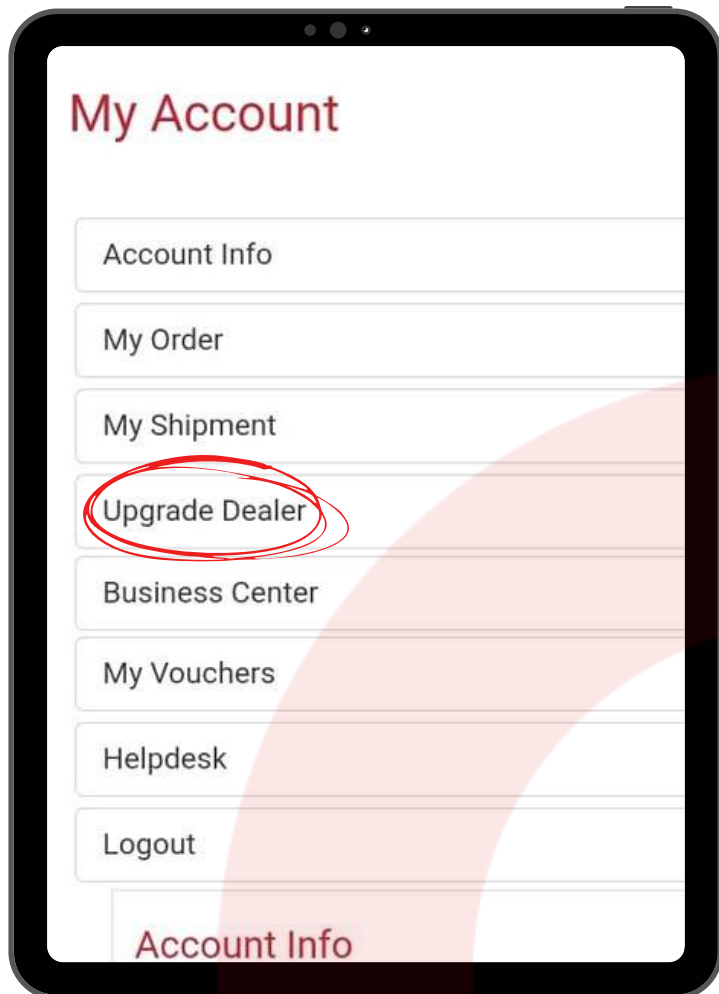 My Account
Account Info
My Order
My Shipment
Upgrade Dealer
Business Center
My Vouchers
Helpdesk
Logout
Account Info